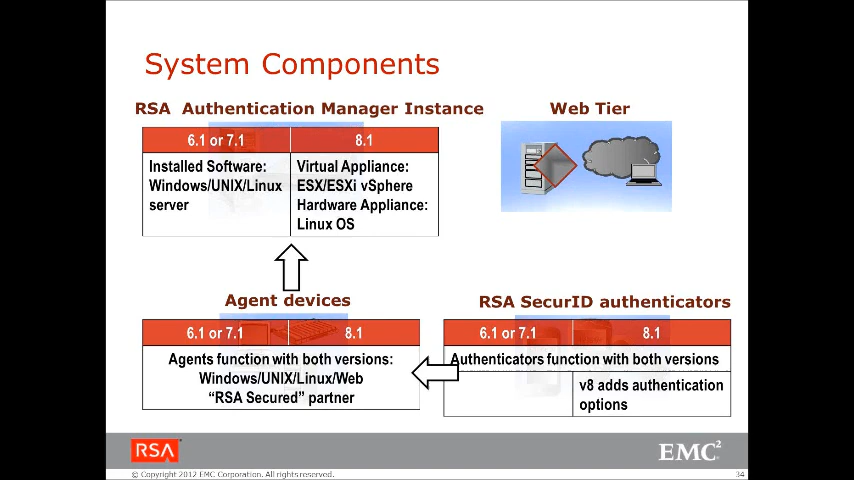 System Components
RSA  Authentication Manager Instance
Web Tier
6.1 or 7.1
8.1
Installed Software:
Windows/UNIX/Linux
server
Virtual Appliance:
ESX/ESXi vSphere
Hardware Appliance:
Linux OS
Agent devices
6.1 or 7.1
8.1
Agents function with both versions:
Windows/UNIX/Linux/Web
“RSA Secured” partner
RSA SecurID authenticators
6.1 or 7.1
8.1
Authenticators function with both versions
v8 adds authentication
options
RSA
EMC²
© Copyright 2012 EMC Corporation. All rights reserved.
34